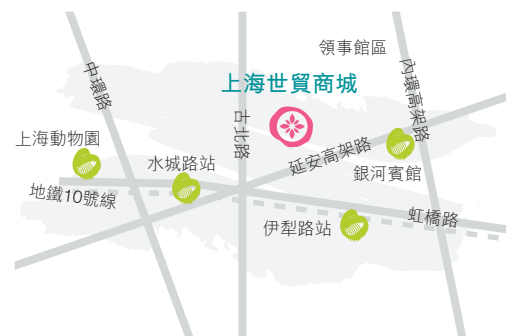 領事館區
中環路
內環高架路
上海世貿商城
古北路
上海動物園
延安高架路
水城路站
銀河賓館
地鐵10號線
虹橋路
伊犁路站